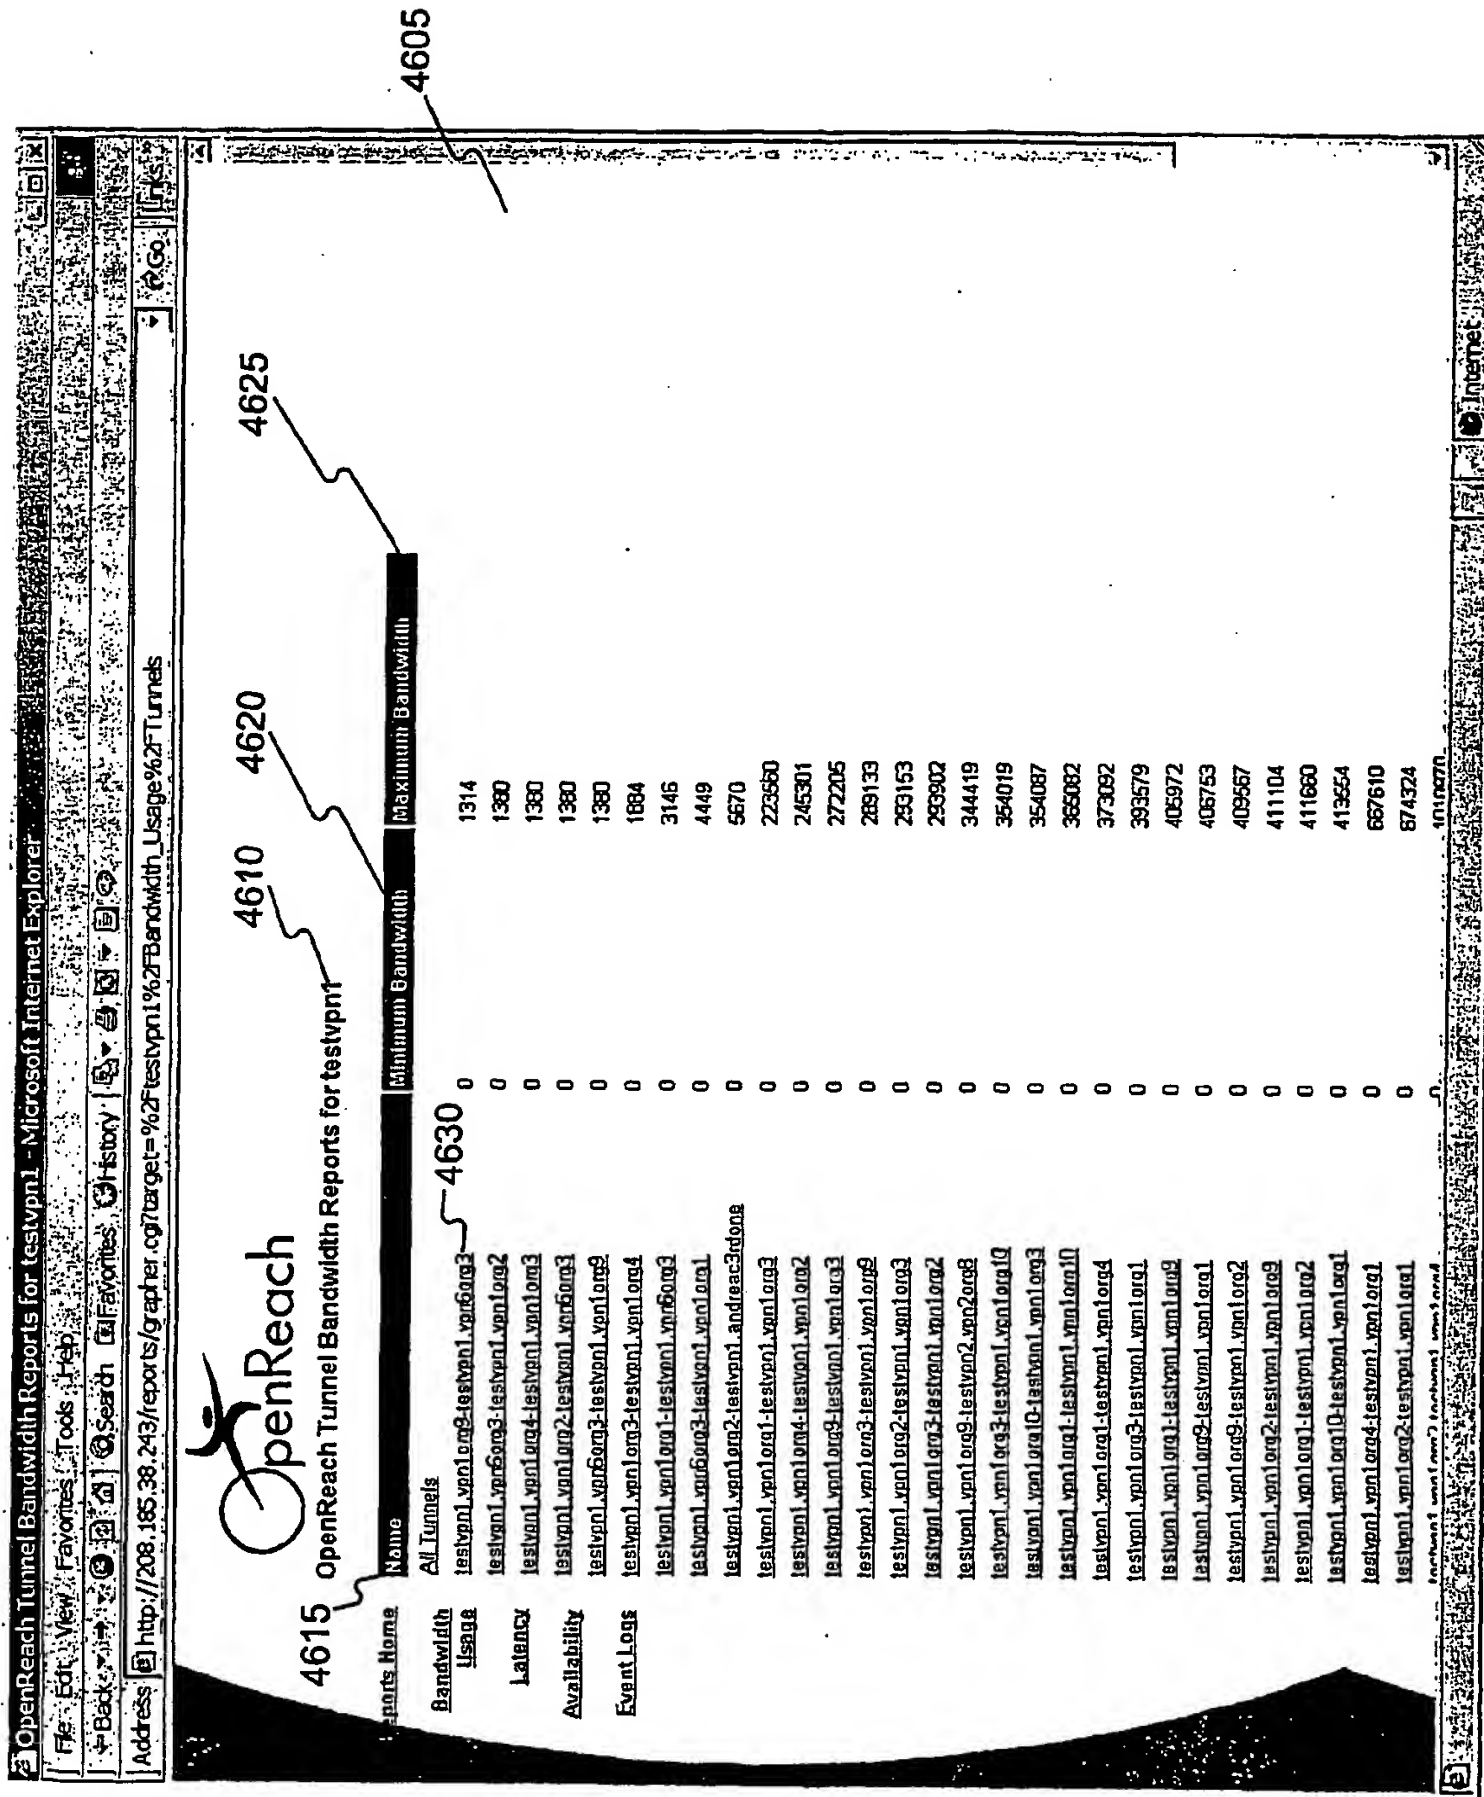 OpenReach Tunnel Bandwidth Reports for testvpn1 - Microsoft Internet Explorer
File Edit View Favorites Tools Help
Back Search Favorites History
Address http://208.185.38.243/reports/grapher.cgi?target=%2Ftestvpn1%2FBandwidth_Usage%2FTunnels Go Links
OpenReach
4610
4620
4625
4605
OpenReach Tunnel Bandwidth Reports for testvpn1
4615
Name Minimum Bandwidth Maximum Bandwidth
eports Home
Bandwidth Usage
Latency
Availability
Event Logs
All Tunnels
4630
testvpn1.vpn1org9-testvpn1.vpn6org3 0 1314
testvpn1.vpn6org3-testvpn1.vpn1org2 0 1380
testvpn1.vpn1org4-testvpn1.vpn1org3 0 1380
testvpn1.vpn1org2-testvpn1.vpn6org3 0 1380
testvpn1.vpn6org3-testvpn1.vpn1org9 0 1380
testvpn1.vpn1org3-testvpn1.vpn1org4 0 1684
testvpn1.vpn1org1-testvpn1.vpn6org3 0 3146
testvpn1.vpn6org3-testvpn1.vpn1org1 0 4449
testvpn1.vpn1org2-testvpn1.andreac3rdone 0 5670
testvpn1.vpn1org1-testvpn1.vpn1org3 0 223560
testvpn1.vpn1org4-testvpn1.vpn1org2 0 245301
testvpn1.vpn1org9-testvpn1.vpn1org3 0 272205
testvpn1.vpn1org3-testvpn1.vpn1org9 0 289133
testvpn1.vpn1org2-testvpn1.vpn1org3 0 293153
testvpn1.vpn1org3-testvpn1.vpn1org2 0 293902
testvpn1.vpn1org9-testvpn2.vpn2org8 0 344419
testvpn1.vpn1org3-testvpn1.vpn1org10 0 354019
testvpn1.vpn1org10-testvpn1.vpn1org3 0 354087
testvpn1.vpn1org1-testvpn1.vpn1org10 0 365082
testvpn1.vpn1org1-testvpn1.vpn1org4 0 373092
testvpn1.vpn1org3-testvpn1.vpn1org1 0 393579
testvpn1.vpn1org1-testvpn1.vpn1org9 0 405972
testvpn1.vpn1org9-testvpn1.vpn1org1 0 406753
testvpn1.vpn1org9-testvpn1.vpn1org2 0 409567
testvpn1.vpn1org2-testvpn1.vpn1org9 0 411104
testvpn1.vpn1org1-testvpn1.vpn1org2 0 411660
testvpn1.vpn1org10-testvpn1.vpn1org1 0 413554
testvpn1.vpn1org4-testvpn1.vpn1org1 0 667610
testvpn1.vpn1org2-testvpn1.vpn1org1 0 874324
Internet